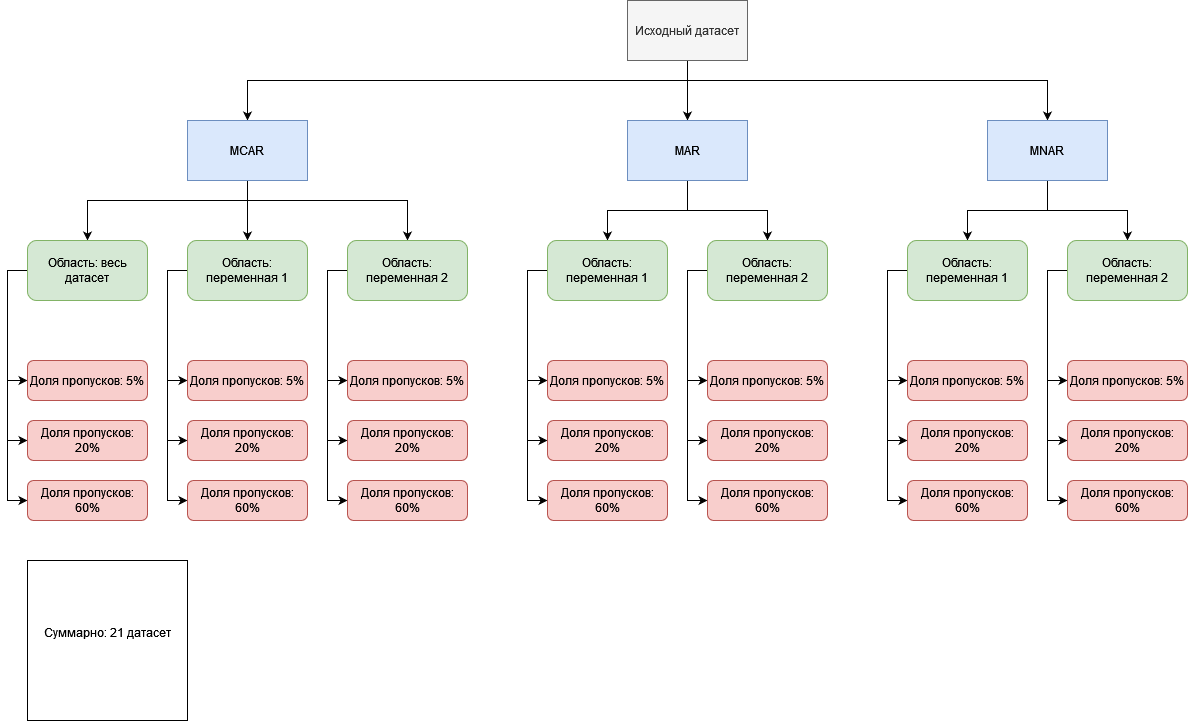 Исходный датасет
MCAR
MAR
MNAR
Область: весь
датасет
Область:
переменная 1
Область:
переменная 2
Область:
переменная 1
Область:
переменная 2
Область:
переменная 1
Область:
переменная 2
Доля пропусков: 5%
Доля пропусков: 5%
Доля пропусков: 5%
Доля пропусков: 5%
Доля пропусков: 5%
Доля пропусков: 5%
Доля пропусков: 5%
Доля пропусков:
20%
Доля пропусков:
20%
Доля пропусков:
20%
Доля пропусков:
20%
Доля пропусков:
20%
Доля пропусков:
20%
Доля пропусков:
20%
Доля пропусков:
60%
Доля пропусков:
60%
Доля пропусков:
60%
Доля пропусков:
60%
Доля пропусков:
60%
Доля пропусков:
60%
Доля пропусков:
60%
Суммарно: 21 датасет